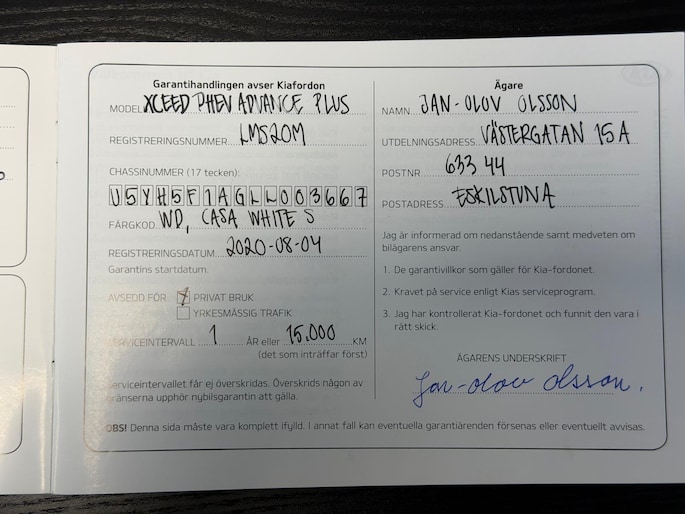 Garantihandlingen avser Kiafordon
MODELL XCEED PHEV ADVANCE PLUS
REGISTRERINGSNUMMER LMS20M
CHASSINUMMER (17 tecken):
U5YH5F1AGLL003667
FÄRGKOD WD, CASA WHITE S
REGISTRERINGSDATUM 2020-08-04
Garantins startdatum.
AVSEDD FÖR PRIVAT BRUK
YRKESMÄSSIG TRAFIK
SERVICEINTERVALL 1 ÅR eller 15.000 KM
(det som inträffar först)
Serviceintervallet får ej överskridas. Överskrids någon av
gränserna upphör nybilsgarantin att gälla.
Ägare
NAMN JAN-OLOV OLSSON
UTDELNINGSADRESS VÄSTERGATAN 15 A
POSTNR 633 44
POSTADRESS ESKILSTUNA
Jag är informerad om nedanstående samt medveten om
bilägarens ansvar.
1. De garantivillkor som gäller för Kia-fordonet.
2. Kravet på service enligt Kias serviceprogram.
3. Jag har kontrollerat Kia-fordonet och funnit den vara i
rätt skick.
ÄGARENS UNDERSKRIFT
Jan-olov olsson.
OBS! Denna sida måste vara komplett ifylld. I annat fall kan eventuella garantiärenden försenas eller eventuellt avvisas.